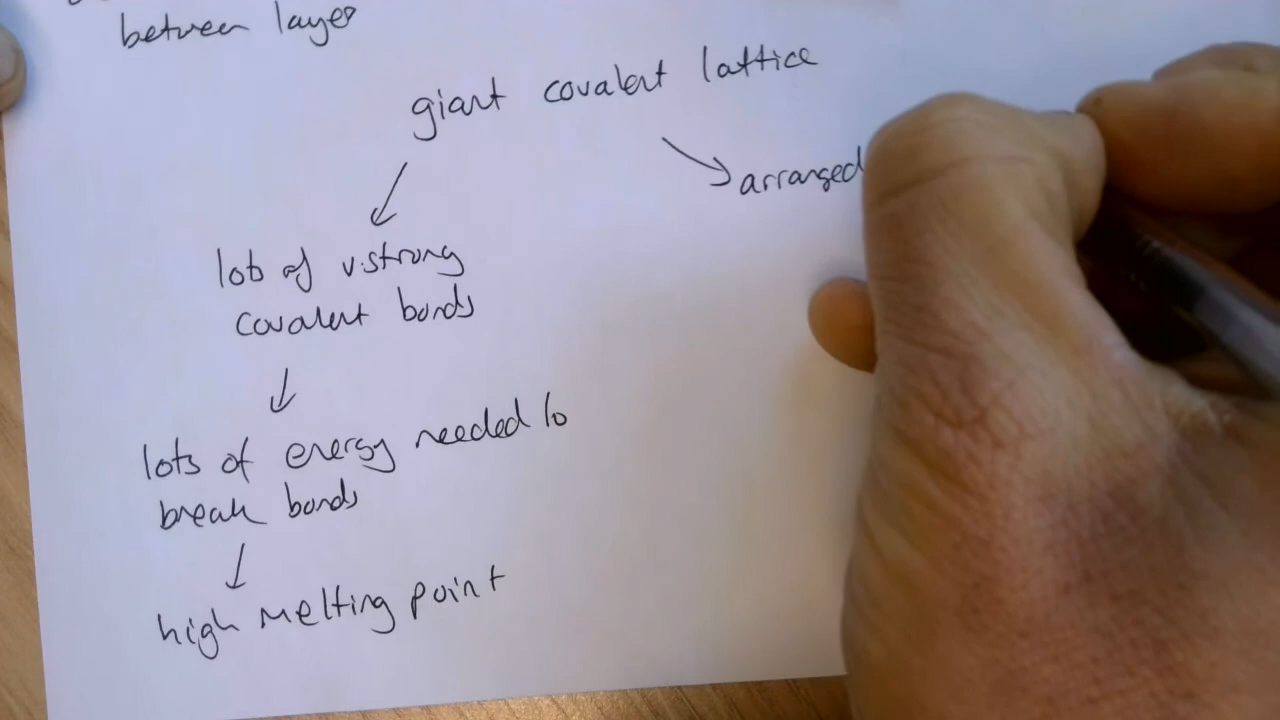 between layer
giant covalent lattice
arranged
lots of v.strong
covalent bonds
lots of energy needed to
break bonds
high melting point